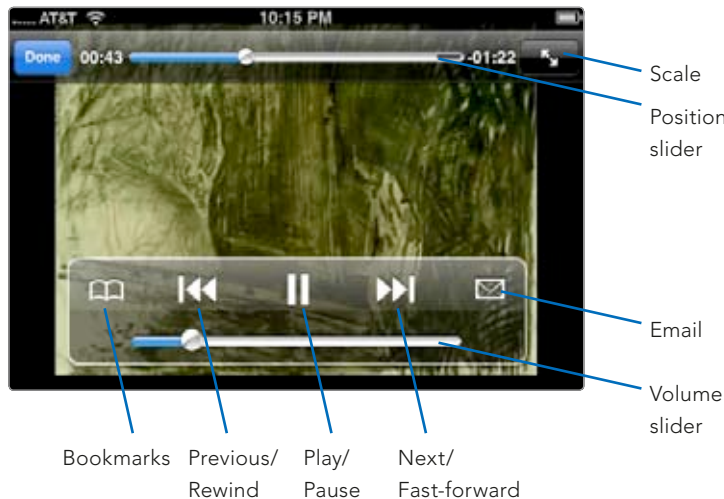 AT&T 10:15 PM
Done 00:43 -01:22
Scale
Position
slider
Email
Volume
slider
Bookmarks Previous/ Play/ Next/
Rewind Pause Fast-forward